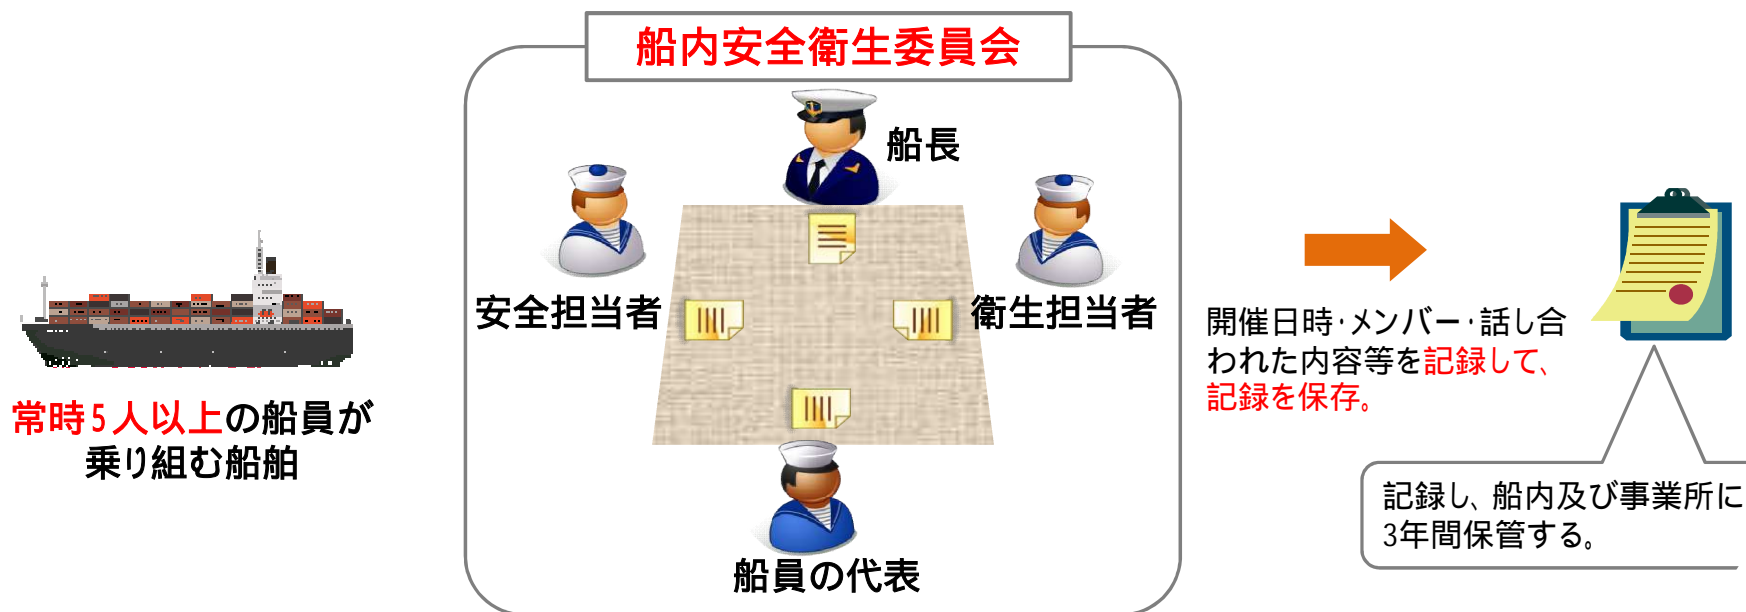 船内安全衛生委員会
船長
安全担当者
衛生担当者
船員の代表
常時5人以上の船員が
乗り組む船舶
開催日時・メンバー・話し合
われた内容等を記録して、
記録を保存。
記録し、船内及び事業所に
3年間保管する。